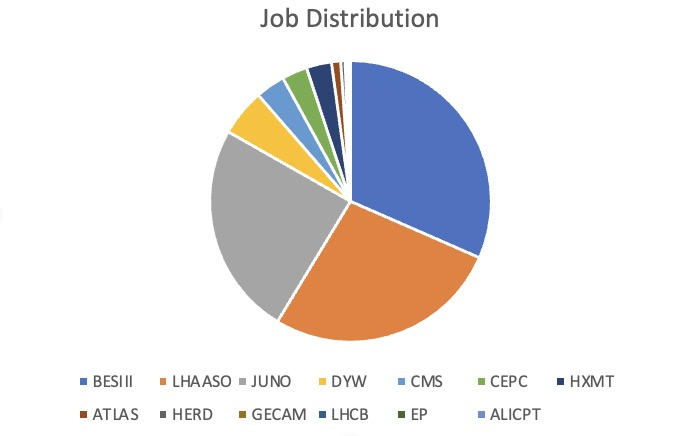 Job Distribution
BESIII LHAASO JUNO DYW CMS CEPC HXMT
ATLAS HERD GECAM LHCB EP ALICPT